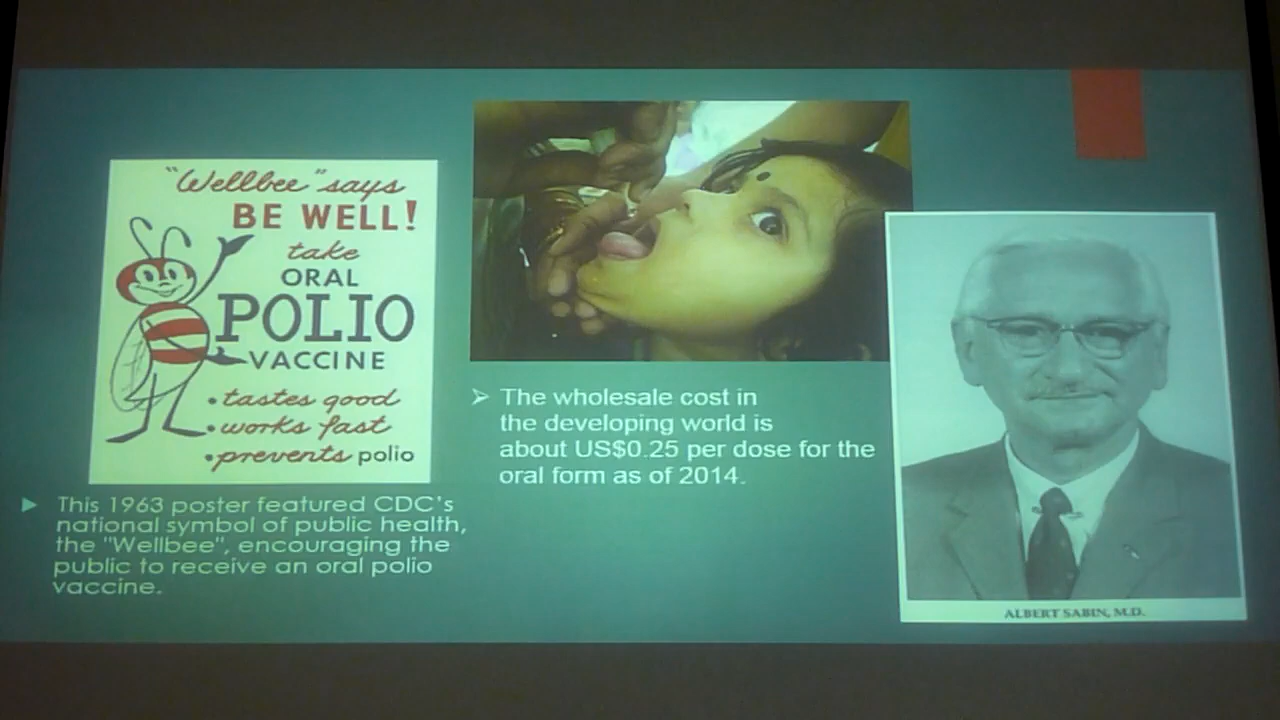 "Wellbee" says
BE WELL!
take
ORAL
POLIO
VACCINE
• tastes good
• works fast
• prevents polio
This 1963 poster featured CDC's
national symbol of public health,
the "Wellbee", encouraging the
public to receive an oral polio
vaccine.
The wholesale cost in
the developing world is
about US$0.25 per dose for the
oral form as of 2014.
ALBERT SABIN, M.D.